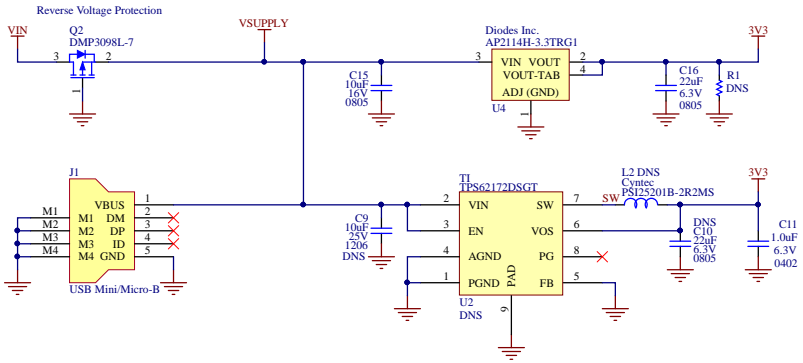 Reverse Voltage Protection
VIN
Q2
DMP3098L-7
3
2
1
VSUPPLY
C15
10uF
16V
0805
Diodes Inc.
AP2114H-3.3TRG1
3
VIN VOUT
2
VOUT-TAB
4
ADJ (GND)
1
U4
3V3
C16
22uF
6.3V
0805
R1
DNS
J1
VBUS
1
M1
M1
DM
2
M2
M2
DP
3
M3
M3
ID
4
M4
M4
GND
5
USB Mini/Micro-B
C9
10uF
25V
1206
DNS
TI
TPS62172DSGT
2
VIN
SW
7
3
EN
VOS
6
4
AGND
PG
8
1
PGND
FB
5
PAD
9
U2
DNS
SW
L2 DNS
Cyntec
PSI25201B-2R2MS
3V3
DNS
C10
22uF
6.3V
0805
C11
1.0uF
6.3V
0402